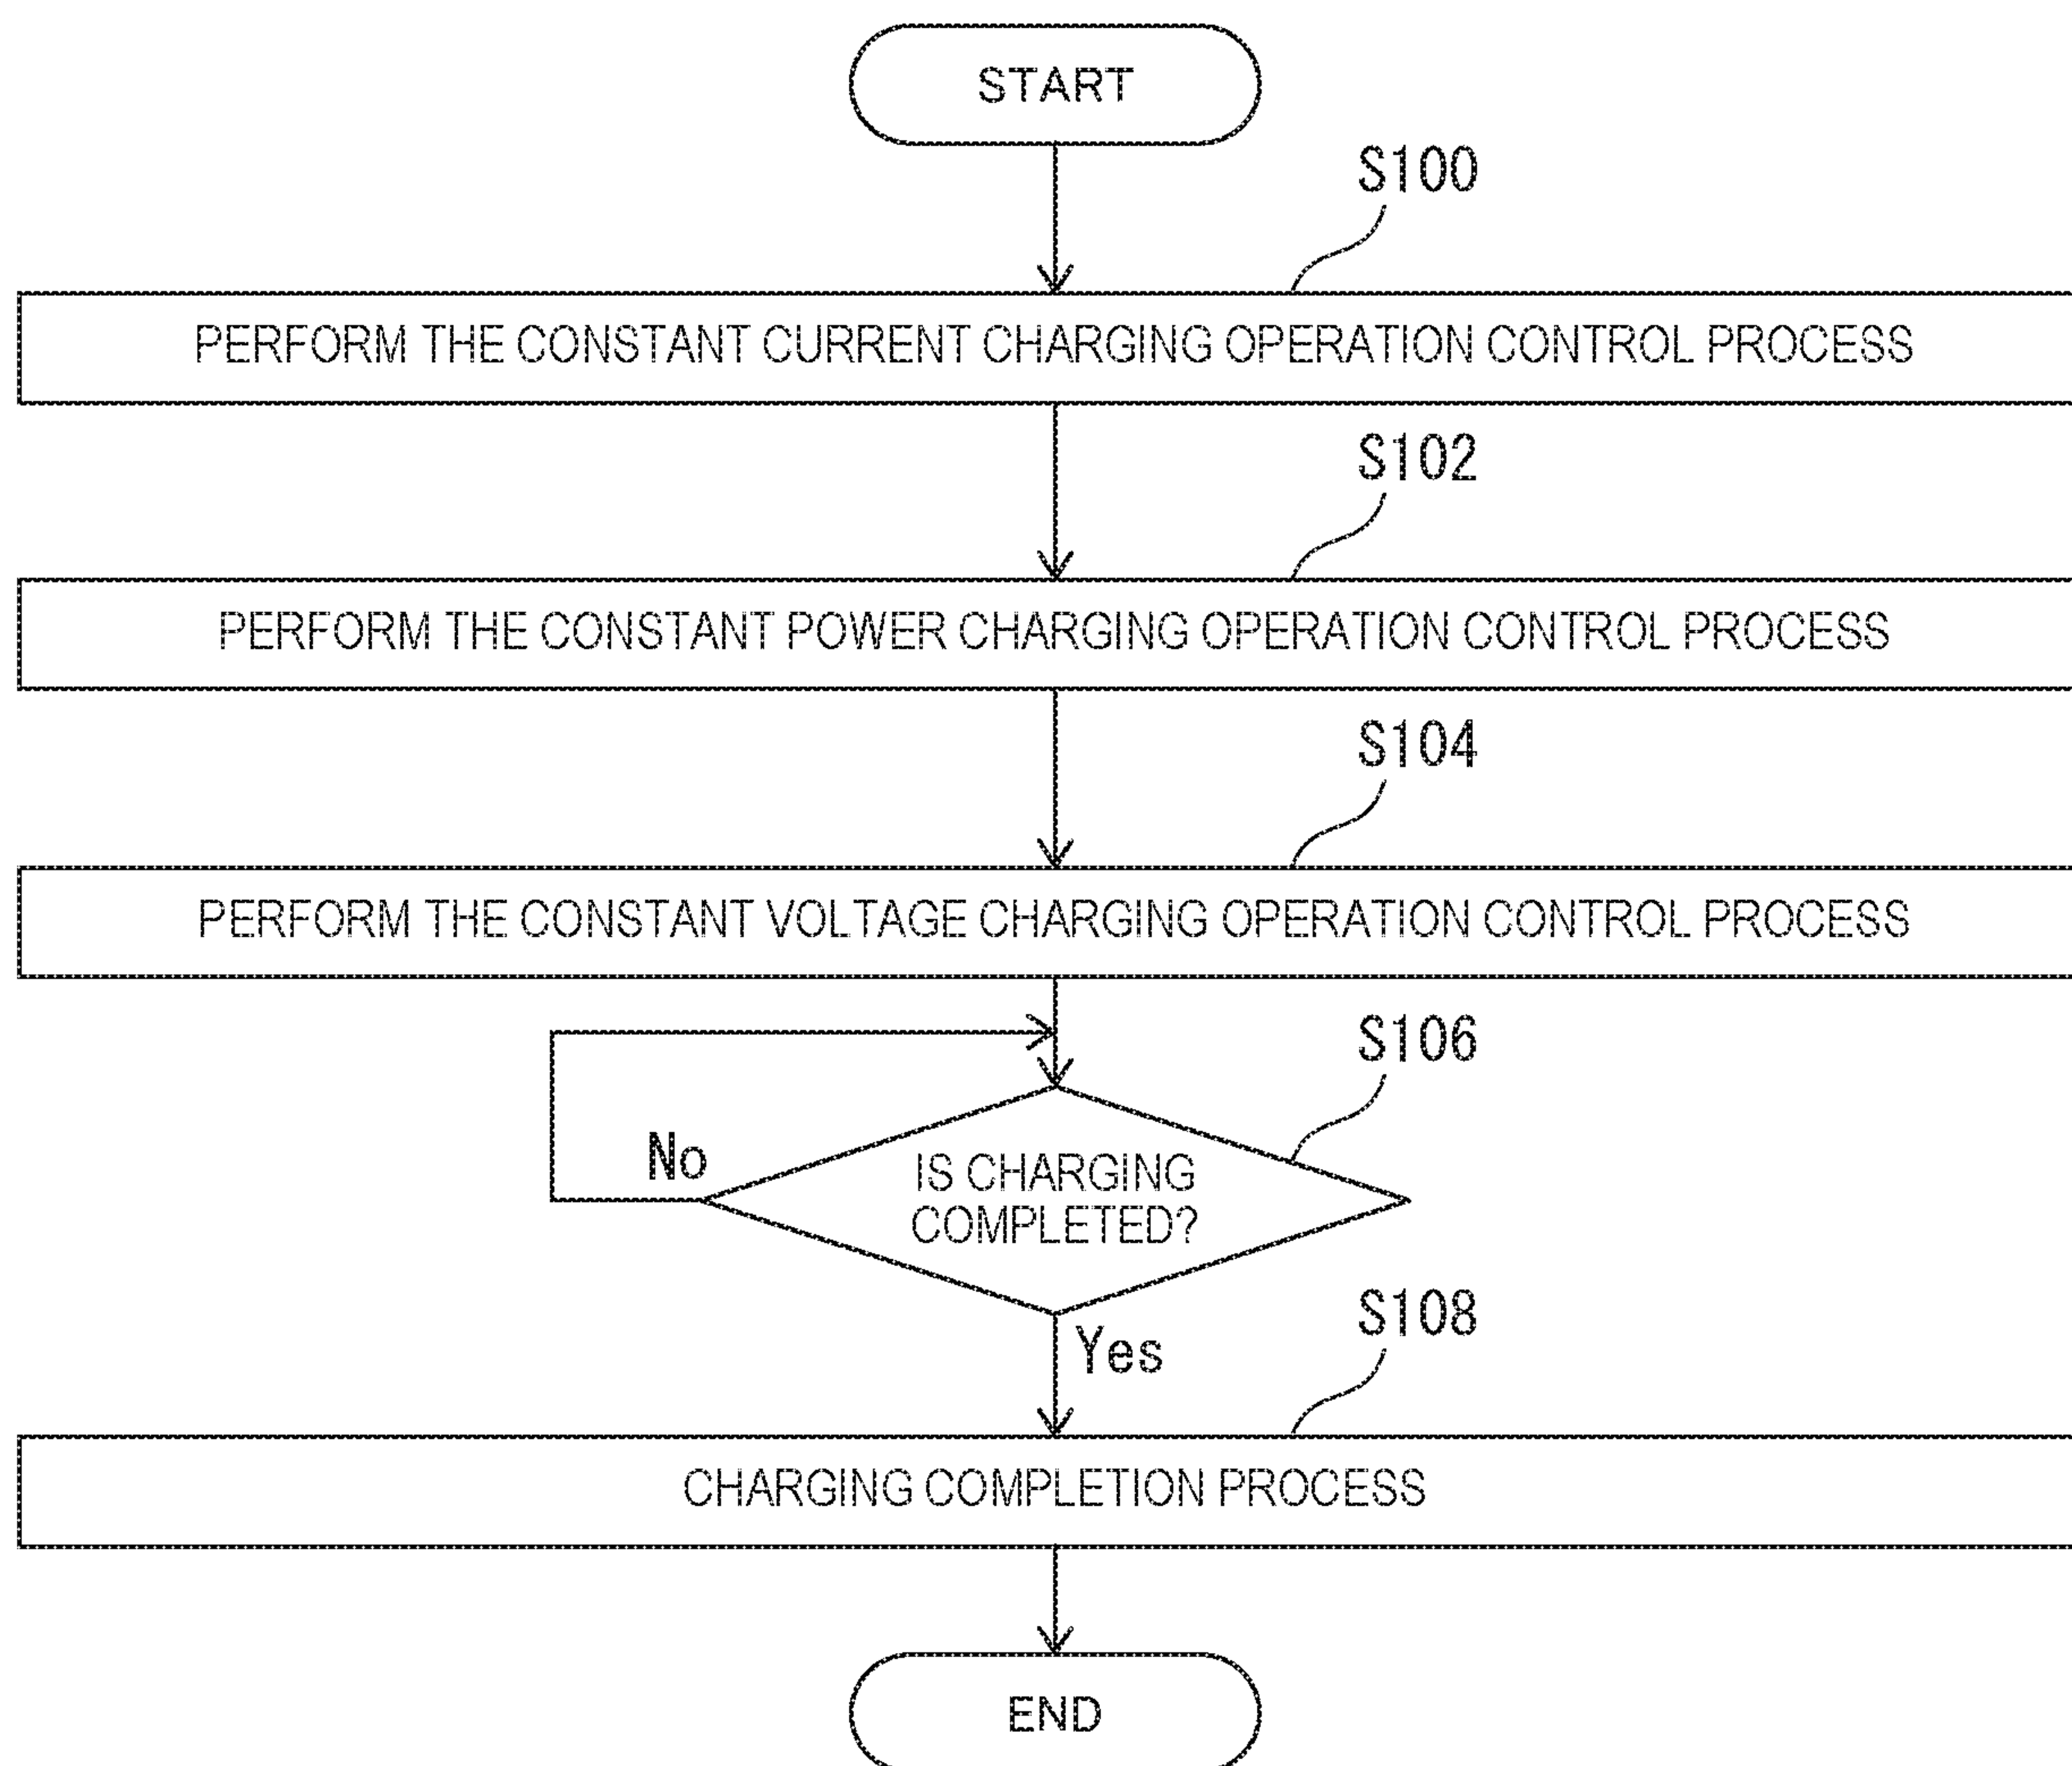 START
S100
PERFORM THE CONSTANT CURRENT CHARGING OPERATION CONTROL PROCESS
S102
PERFORM THE CONSTANT POWER CHARGING OPERATION CONTROL PROCESS
S104
PERFORM THE CONSTANT VOLTAGE CHARGING OPERATION CONTROL PROCESS
S106
No
IS CHARGING
COMPLETED?
Yes
S108
CHARGING COMPLETION PROCESS
END